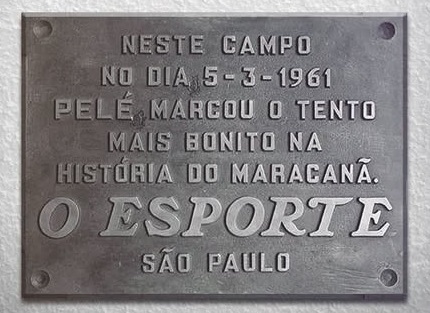 NESTE CAMPO
NO DIA 5-3-1961
PELÉ MARCOU O TENTO
MAIS BONITO NA
HISTÓRIA DO MARACANÃ.
O ESPORTE
SÃO PAULO